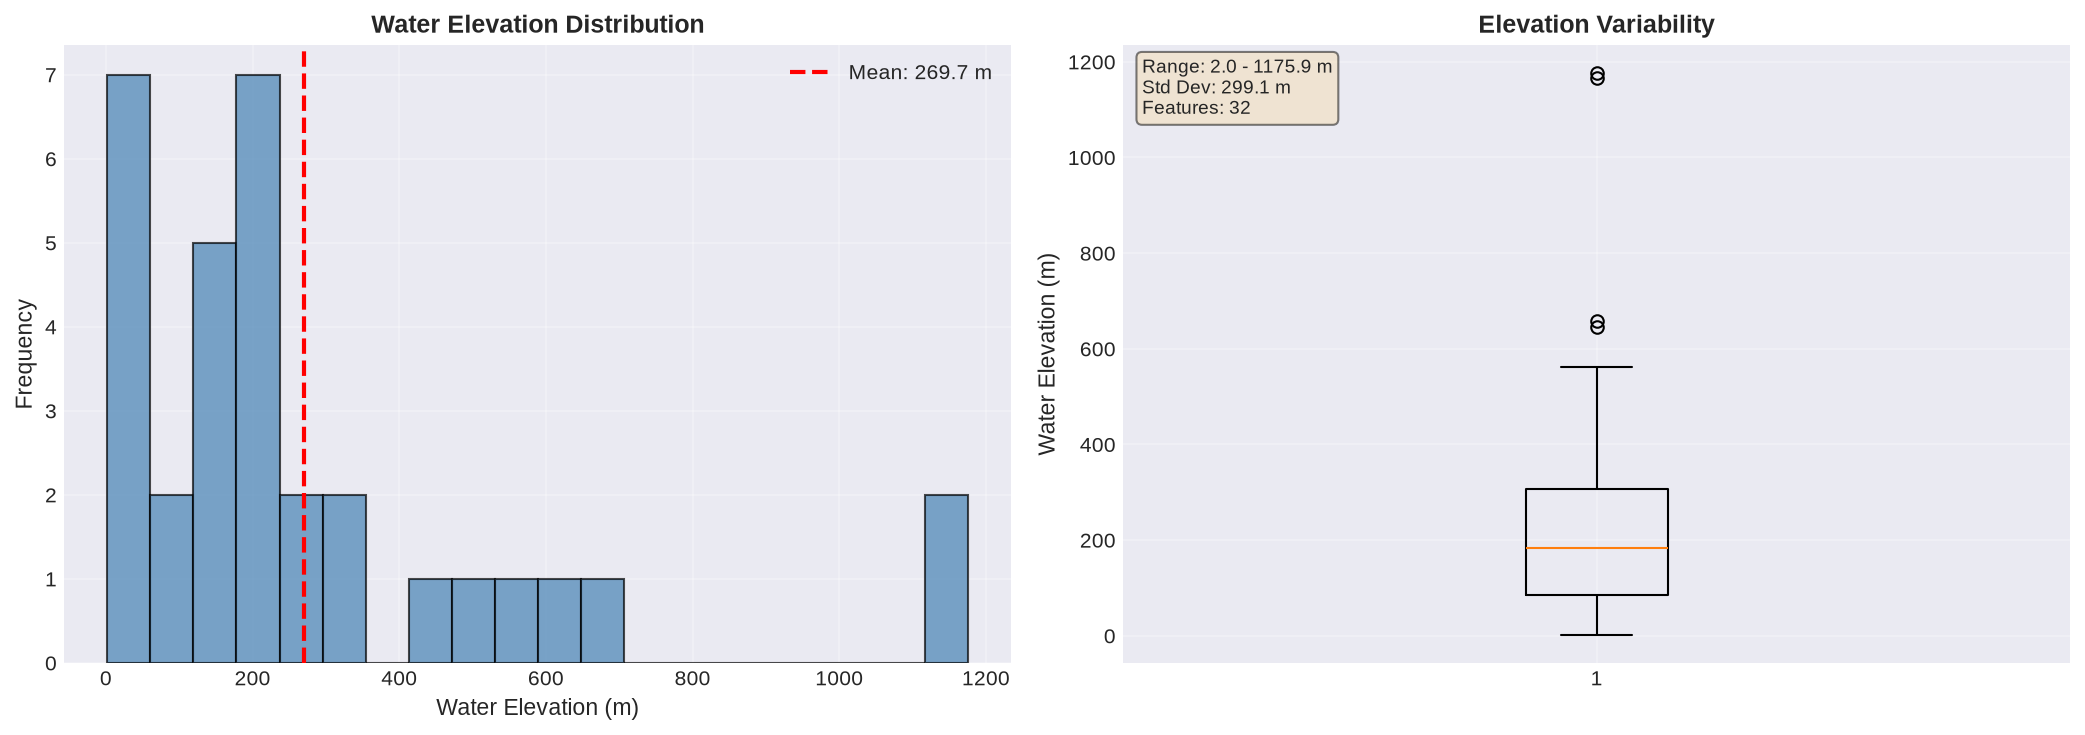 Water Elevation Distribution
Mean: 269.7 m
Frequency
7
6
5
4
3
2
1
0
0 200 400 600 800 1000 1200
Water Elevation (m)
Elevation Variability
Range: 2.0 - 1175.9 m
Std Dev: 299.1 m
Features: 32
Water Elevation (m)
1200
1000
800
600
400
200
0
1